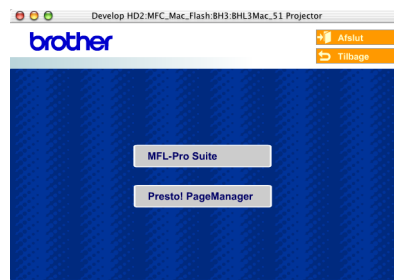 Develop HD2:MFC_Mac_Flash:BH3:BHL3Mac_51 Projector
brother
Afslut
Tilbage
MFL-Pro Suite
Presto! PageManager